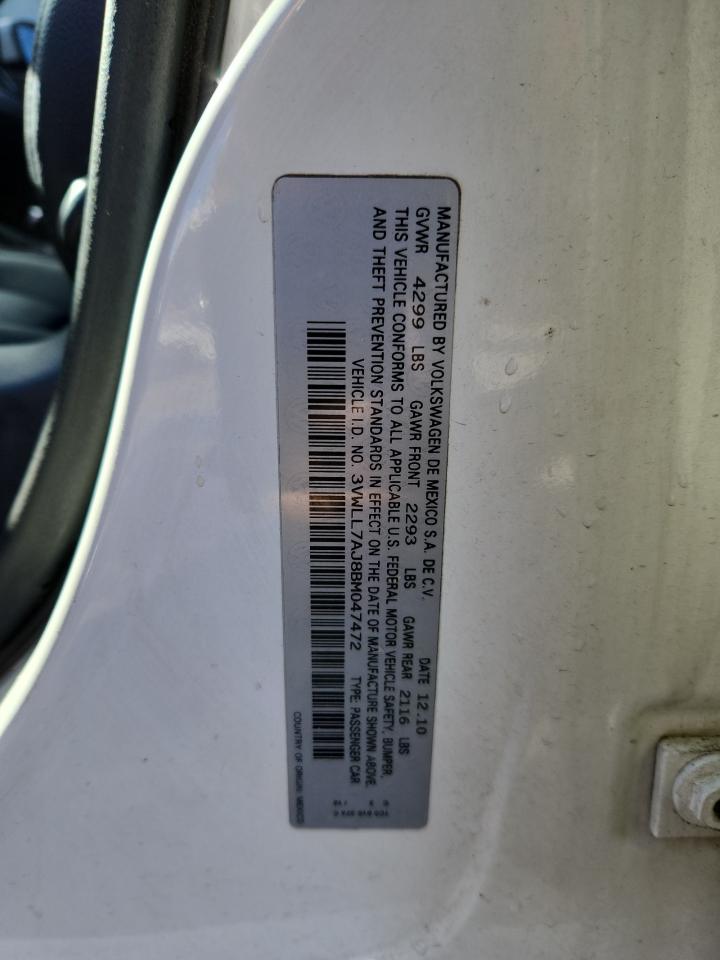 MANUFACTURED BY VOLKSWAGEN DE MEXICO S.A. DE C.V. DATE 12.10
GVWR 4299 LBS GAWR FRONT 2293 LBS GAWR REAR 2116 LBS
THIS VEHICLE CONFORMS TO ALL APPLICABLE U.S. FEDERAL MOTOR VEHICLE SAFETY, BUMPER,
AND THEFT PREVENTION STANDARDS IN EFFECT ON THE DATE OF MANUFACTURE SHOWN ABOVE.
VEHICLE I.D. NO. 3VWLL7AJ8BM047472 TYPE: PASSENGER CAR
COUNTRY OF ORIGIN: MEXICO